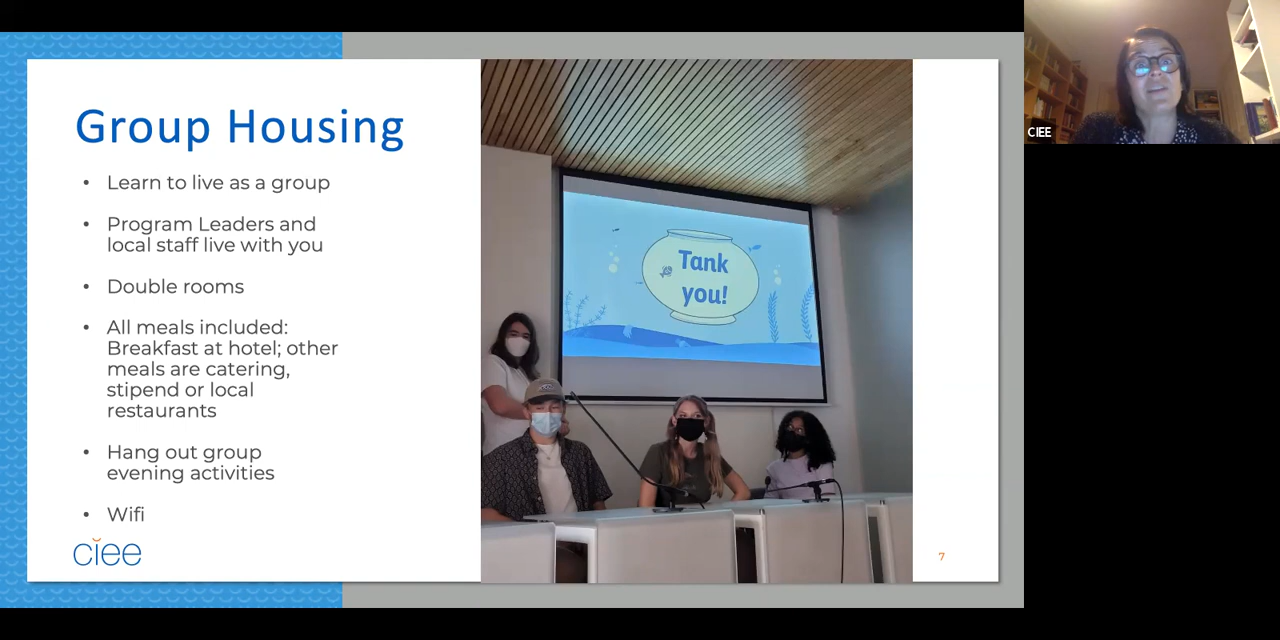 Group Housing
• Learn to live as a group
• Program Leaders and
local staff live with you
• Double rooms
• All meals included:
Breakfast at hotel; other
meals are catering,
stipend or local
restaurants
• Hang out group
evening activities
• Wifi
ciee
Tank
you!
7
CIEE